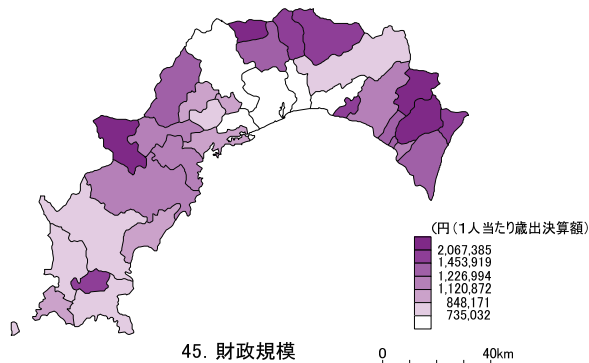 (円(1人当たり歳出決算額)
2,067,385
1,453,919
1,226,994
1,120,872
848,171
735,032
45. 財政規模
0 40km